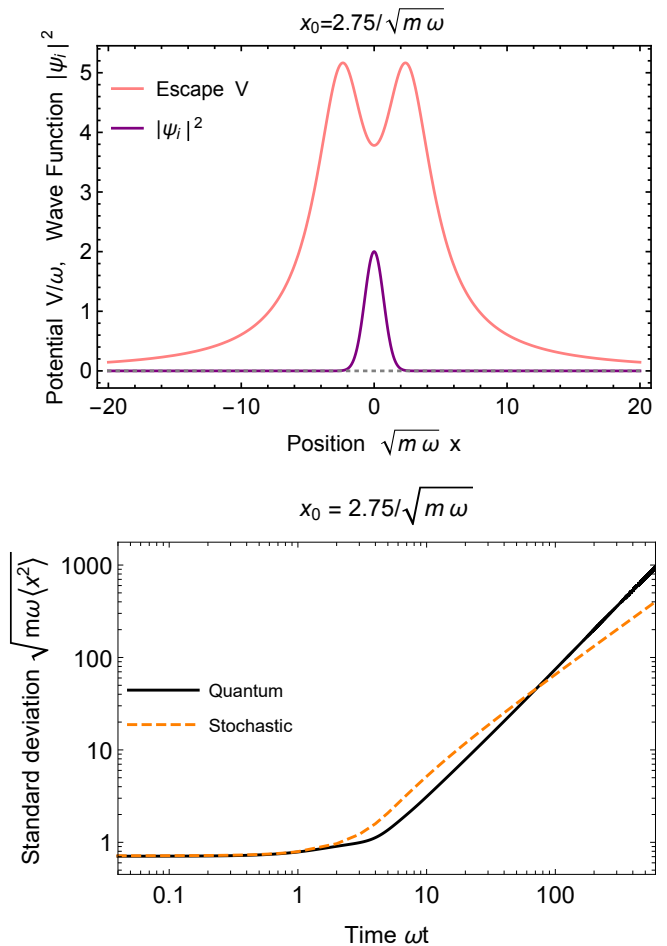 x₀=2.75/√(m ω)
Potential V/ω, Wave Function |ψᵢ|²
5
4
3
2
1
0
Escape V
|ψᵢ|²
−20 −10 0 10 20
Position √(m ω) x
x₀ = 2.75/√(m ω)
Standard deviation √(mω⟨x²⟩)
1000
100
10
1
Quantum
Stochastic
0.1 1 10 100
Time ωt